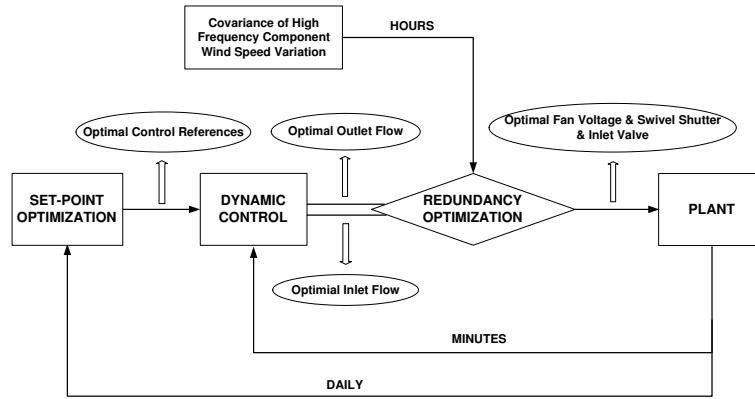 Covariance of High
Frequency Component
Wind Speed Variation
HOURS
Optimal Control References
Optimal Outlet Flow
Optimal Fan Voltage & Swivel Shutter
& Inlet Valve
SET-POINT
OPTIMIZATION
DYNAMIC
CONTROL
REDUNDANCY
OPTIMIZATION
PLANT
Optimial Inlet Flow
MINUTES
DAILY